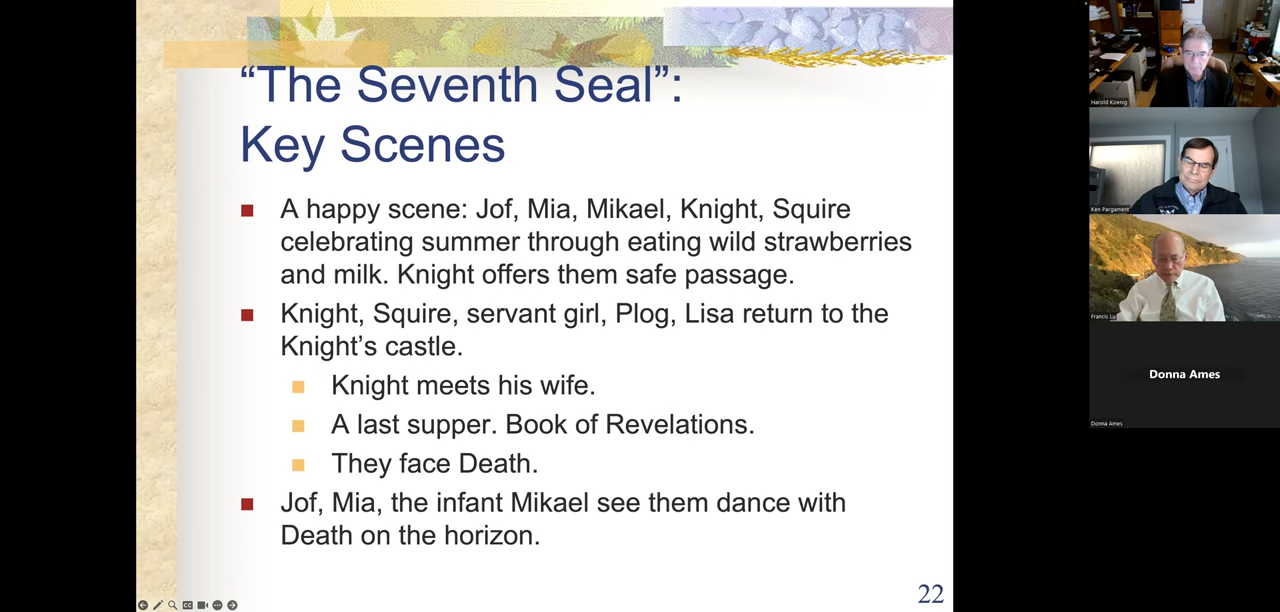 “The Seventh Seal”:
Key Scenes
A happy scene: Jof, Mia, Mikael, Knight, Squire
celebrating summer through eating wild strawberries
and milk. Knight offers them safe passage.
Knight, Squire, servant girl, Plog, Lisa return to the
Knight’s castle.
Knight meets his wife.
A last supper. Book of Revelations.
They face Death.
Jof, Mia, the infant Mikael see them dance with
Death on the horizon.
22
Harold Koenig
Ken Pargament
Francis Lu
Donna Ames
Donna Ames